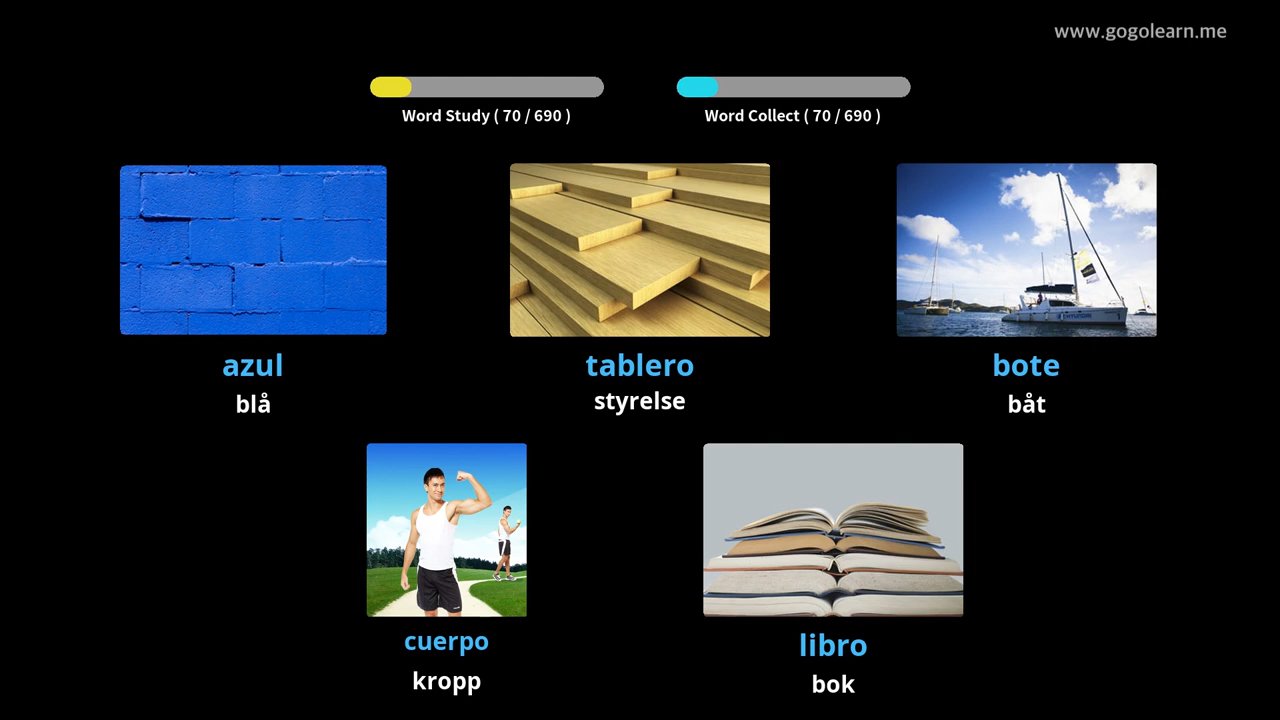 www.gogolearn.me
Word Study ( 70 / 690 )
Word Collect ( 70 / 690 )
azul
blå
tablero
styrelse
bote
båt
cuerpo
kropp
libro
bok